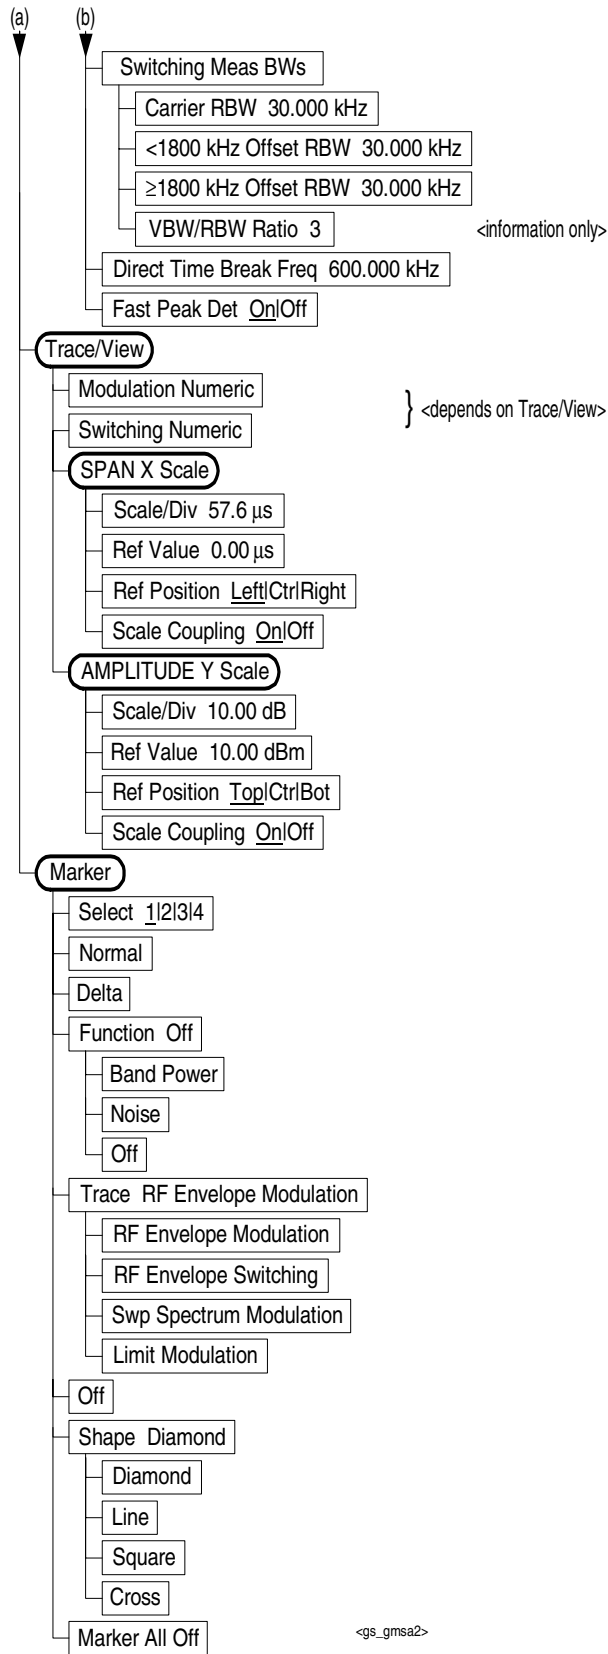 (a) (b)
Switching Meas BWs
Carrier RBW 30.000 kHz
<1800 kHz Offset RBW 30.000 kHz
≥1800 kHz Offset RBW 30.000 kHz
VBW/RBW Ratio 3 <information only>
Direct Time Break Freq 600.000 kHz
Fast Peak Det On|Off
Trace/View
Modulation Numeric
} <depends on Trace/View>
Switching Numeric
SPAN X Scale
Scale/Div 57.6 μs
Ref Value 0.00 μs
Ref Position Left|Ctr|Right
Scale Coupling On|Off
AMPLITUDE Y Scale
Scale/Div 10.00 dB
Ref Value 10.00 dBm
Ref Position Top|Ctr|Bot
Scale Coupling On|Off
Marker
Select 1|2|3|4
Normal
Delta
Function Off
Band Power
Noise
Off
Trace RF Envelope Modulation
RF Envelope Modulation
RF Envelope Switching
Swp Spectrum Modulation
Limit Modulation
Off
Shape Diamond
Diamond
Line
Square
Cross
Marker All Off <gs_gmsa2>